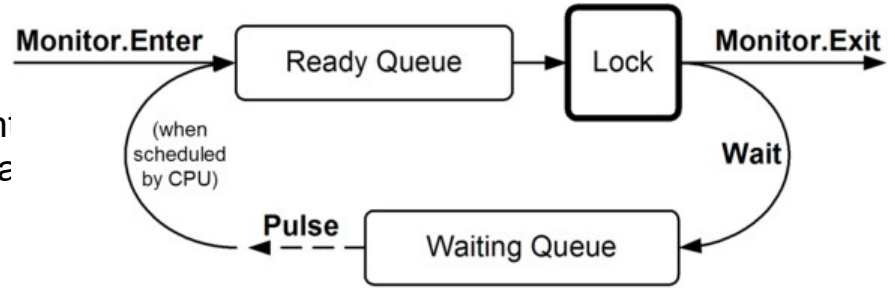 Monitor.Enter
Ready Queue
Lock
Monitor.Exit
(when
scheduled
by CPU)
Wait
Pulse
Waiting Queue